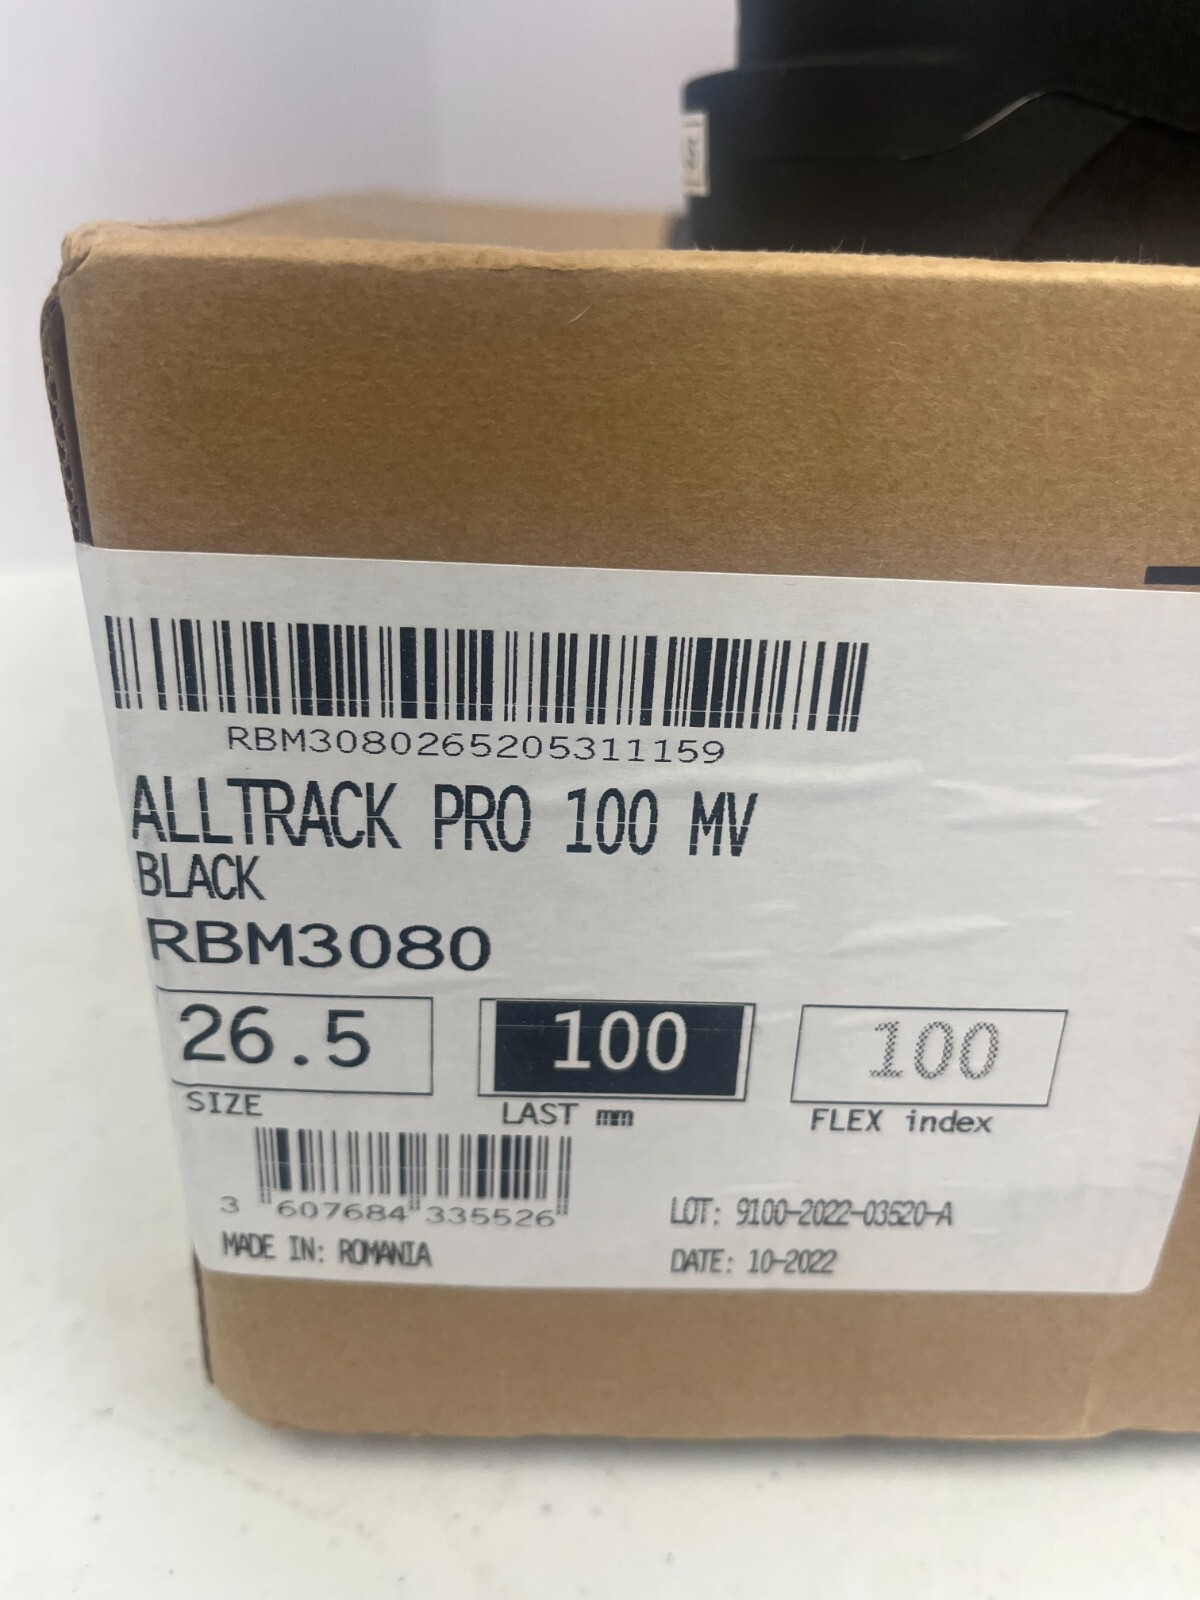 RBM3080265205311159
ALLTRACK PRO 100 MV
BLACK
RBM3080
26.5 100 100
SIZE LAST mm FLEX index
3 607684 335526
LOT: 9100-2022-03520-A
MADE IN: ROMANIA
DATE: 10-2022